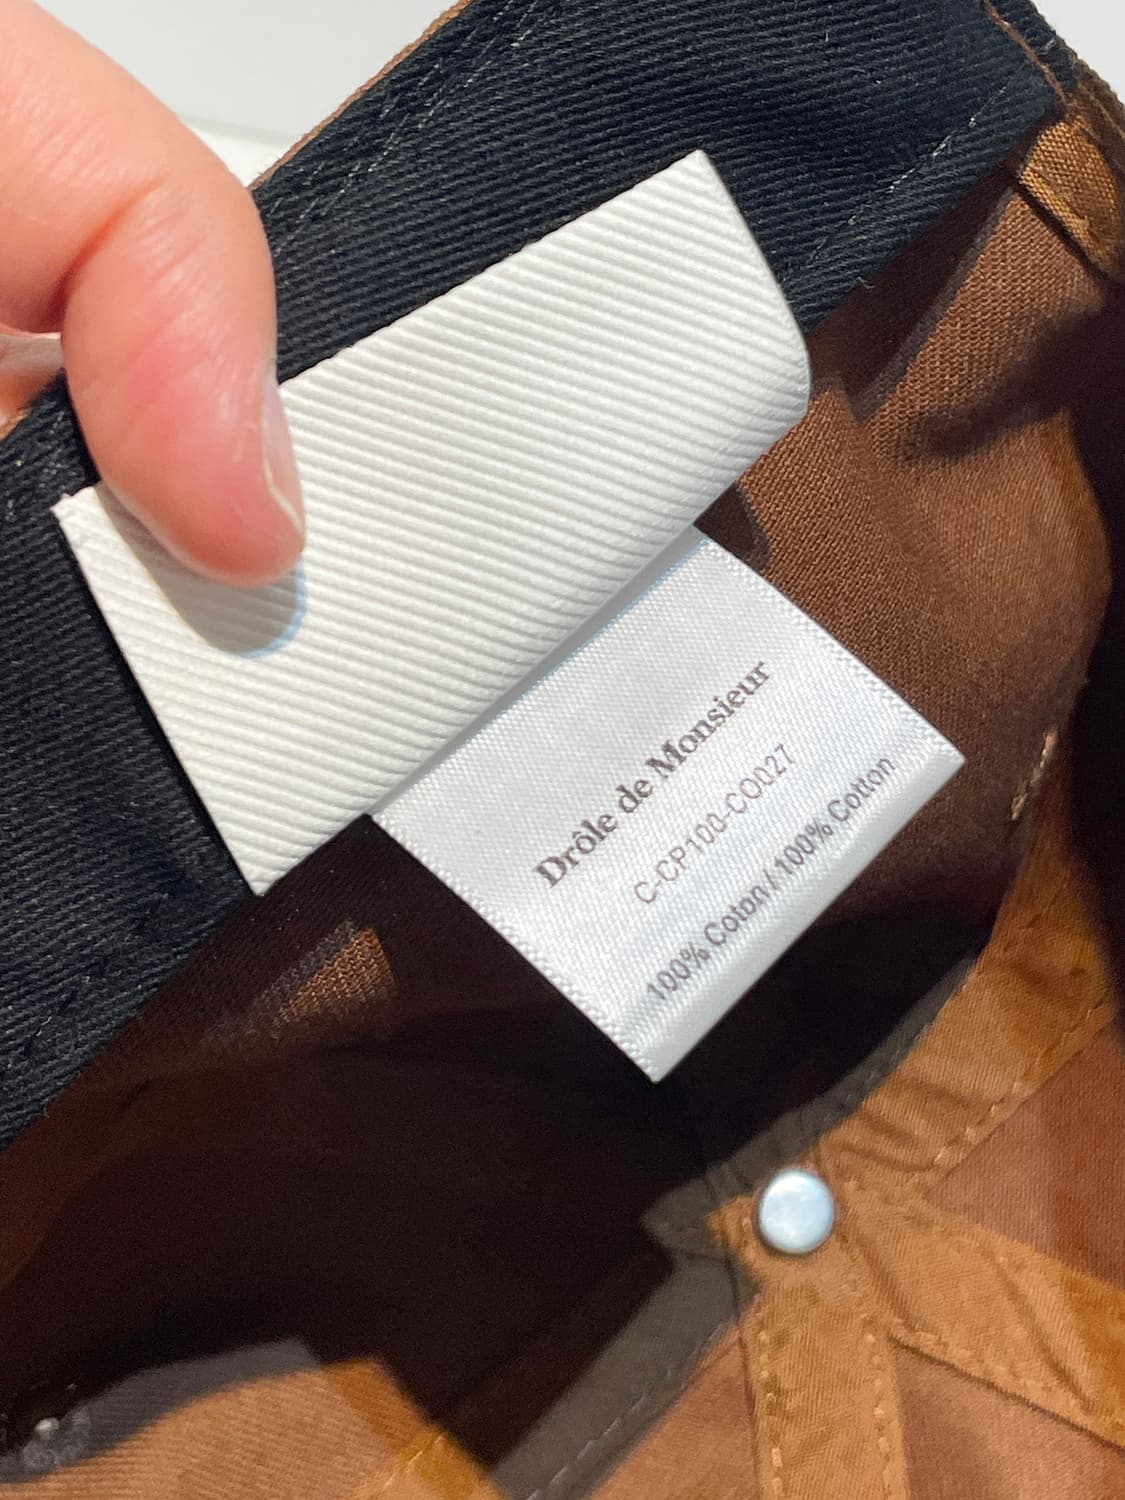 Drôle de Monsieur
C-CP100-CO027
100% Coton / 100% Cotton